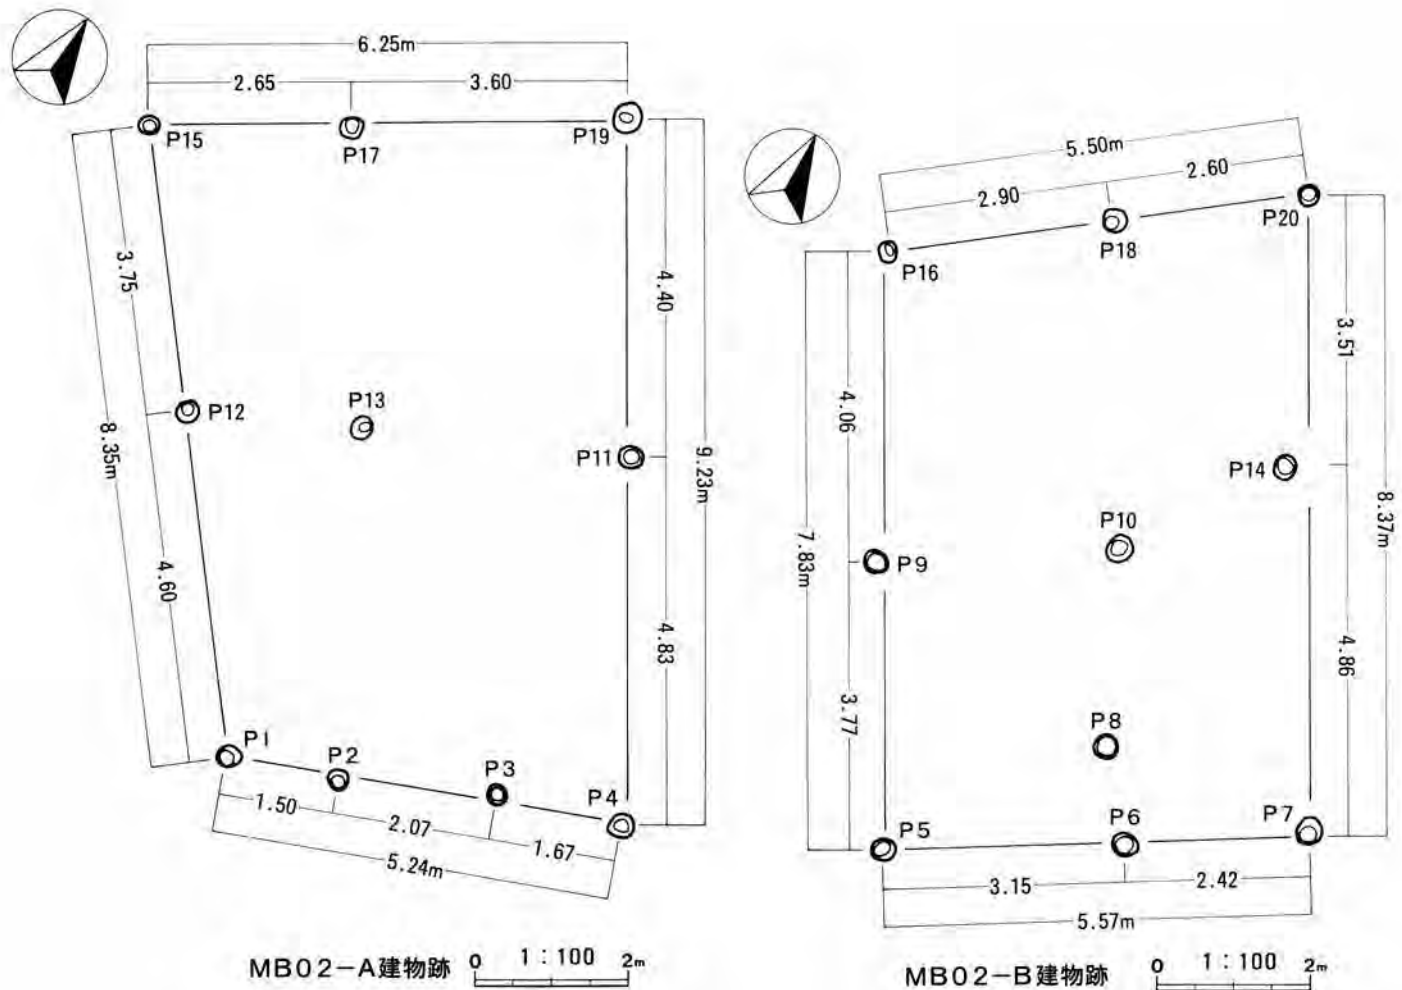 6.25m
2.65
3.60
P15
P17
P19
3.75
8.35m
4.60
P12
P13
P11
4.40
9.23m
4.83
P1
P2
P3
P4
1.50
2.07
1.67
5.24m
MB02-A建物跡
0 1:100 2m
5.50m
2.90
2.60
P16
P18
P20
4.06
7.83m
3.77
3.51
8.37m
4.86
P14
P10
P9
P8
P5
P6
P7
3.15
2.42
5.57m
MB02-B建物跡
0 1:100 2m